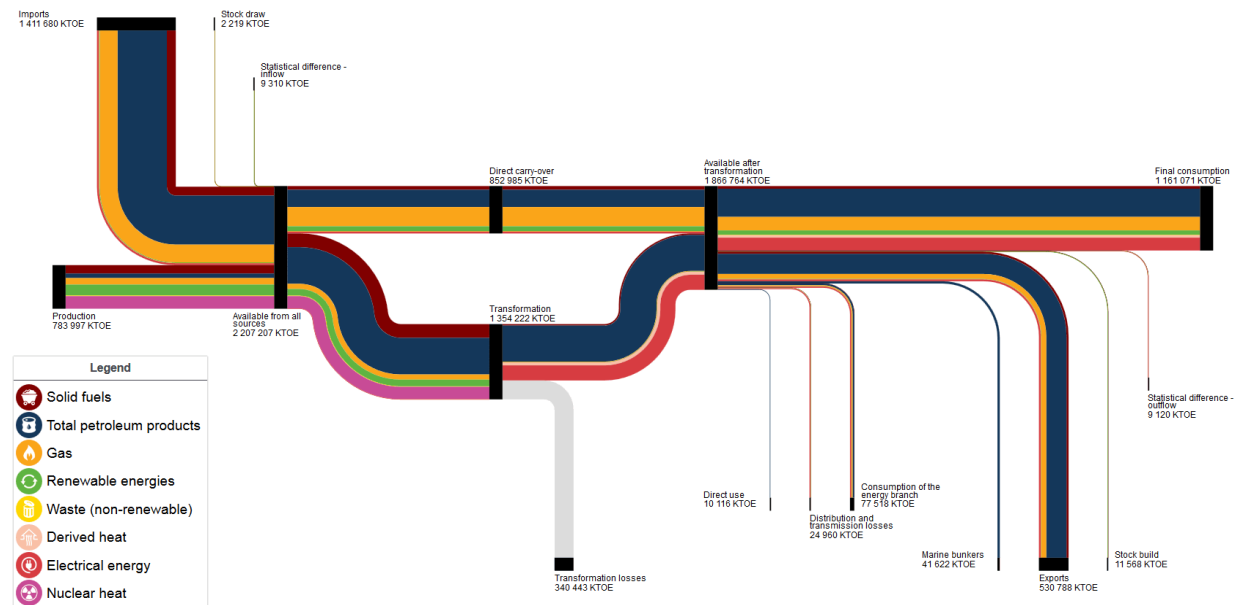 Imports
1 411 680 KTOE
Stock draw
2 219 KTOE
Statistical difference -
inflow
9 310 KTOE
Direct carry-over
852 985 KTOE
Available after
transformation
1 866 764 KTOE
Final consumption
1 161 071 KTOE
Production
783 997 KTOE
Available from all
sources
2 207 207 KTOE
Transformation
1 354 222 KTOE
Legend
Solid fuels
Total petroleum products
Gas
Renewable energies
Waste (non-renewable)
Derived heat
Electrical energy
Nuclear heat
Statistical difference -
outflow
9 120 KTOE
Direct use
10 116 KTOE
Consumption of the
energy branch
77 518 KTOE
Distribution and
transmission losses
24 960 KTOE
Transformation losses
340 443 KTOE
Marine bunkers
41 622 KTOE
Exports
530 788 KTOE
Stock build
11 568 KTOE